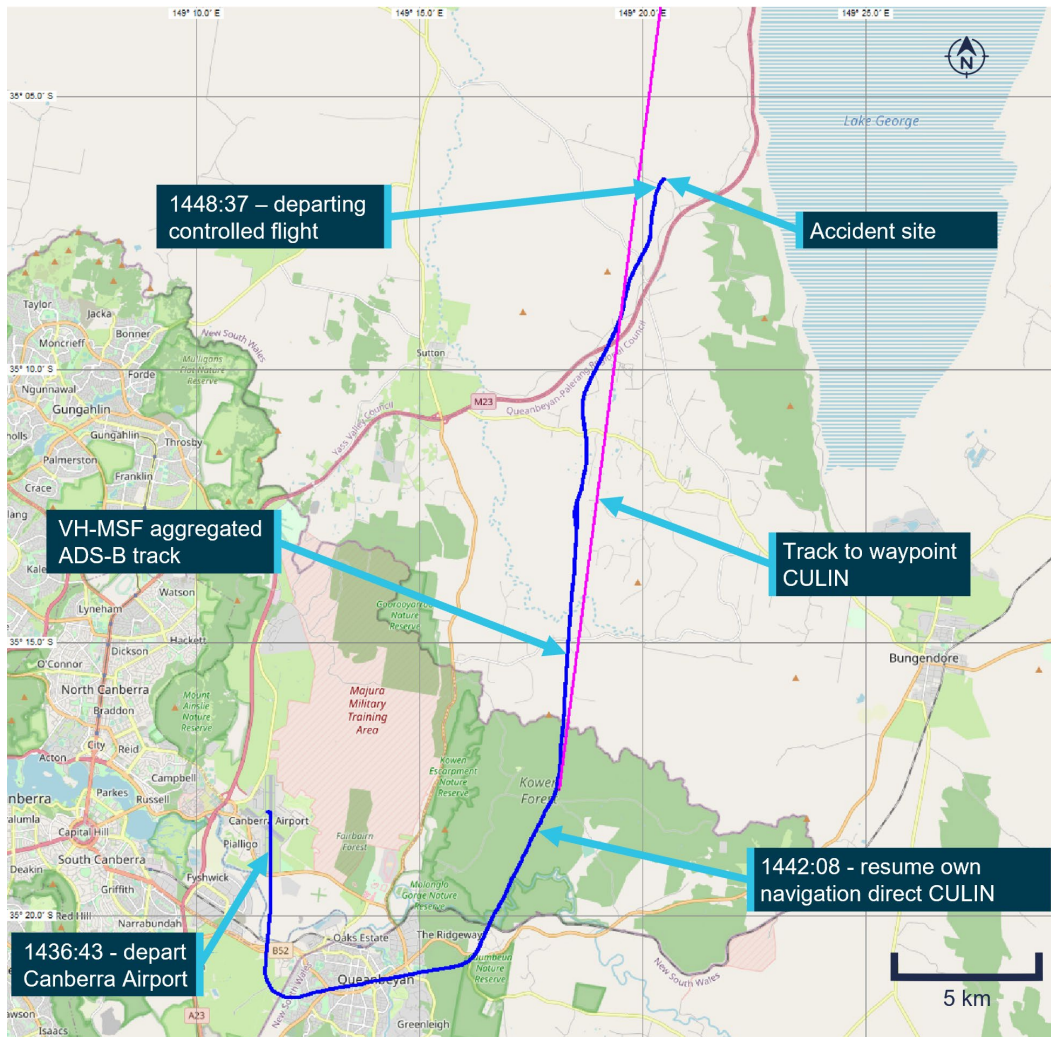 149° 10.0' E
149° 15.0' E
149° 20.0' E
149° 25.0' E
N
35° 05.0' S
Lake George
1448:37 – departing
controlled flight
Accident site
Taylor
Jacka
Bonner
Moncrieff
Forde
New South Wales
Mulligans
Flat Nature
Reserve
Sutton
35° 10.0' S
Ngunnawal
Gungahlin
M23
Queanbeyan-Palerang Regional Council
Yass Valley Council
Gungahlin
Throsby
Palmerston
Crace
Franklin
VH-MSF aggregated
ADS-B track
Track to waypoint
CULIN
Kale
Watson
Lyneham
Goorooyarroo
Nature
Reserve
Hackett
Dickson
35° 15.0' S
O'Connor
North Canberra
Braddon
Mount
Ainslie
Nature
Reserve
Majura
Military
Training
Area
Bungendore
City
Reid
Acton
Campbell
Kowen
Escarpment
Nature
Reserve
Kowen
Forest
Parkes
Russell
Canberra Airport
Capital Hill
Pialligo
Fairbairn
Forest
South Canberra
Deakin
Fyshwick
Griffith
Molonglo
Gorge Nature
Reserve
1442:08 - resume own
navigation direct CULIN
35° 20.0' S
Red Hill
Narrabundah
Oaks Estate
The Ridgeway
B52
1436:43 - depart
Canberra Airport
Queanbeyan
New South Wales
New South Wales
A23
Greenleigh
Isaacs
5 km